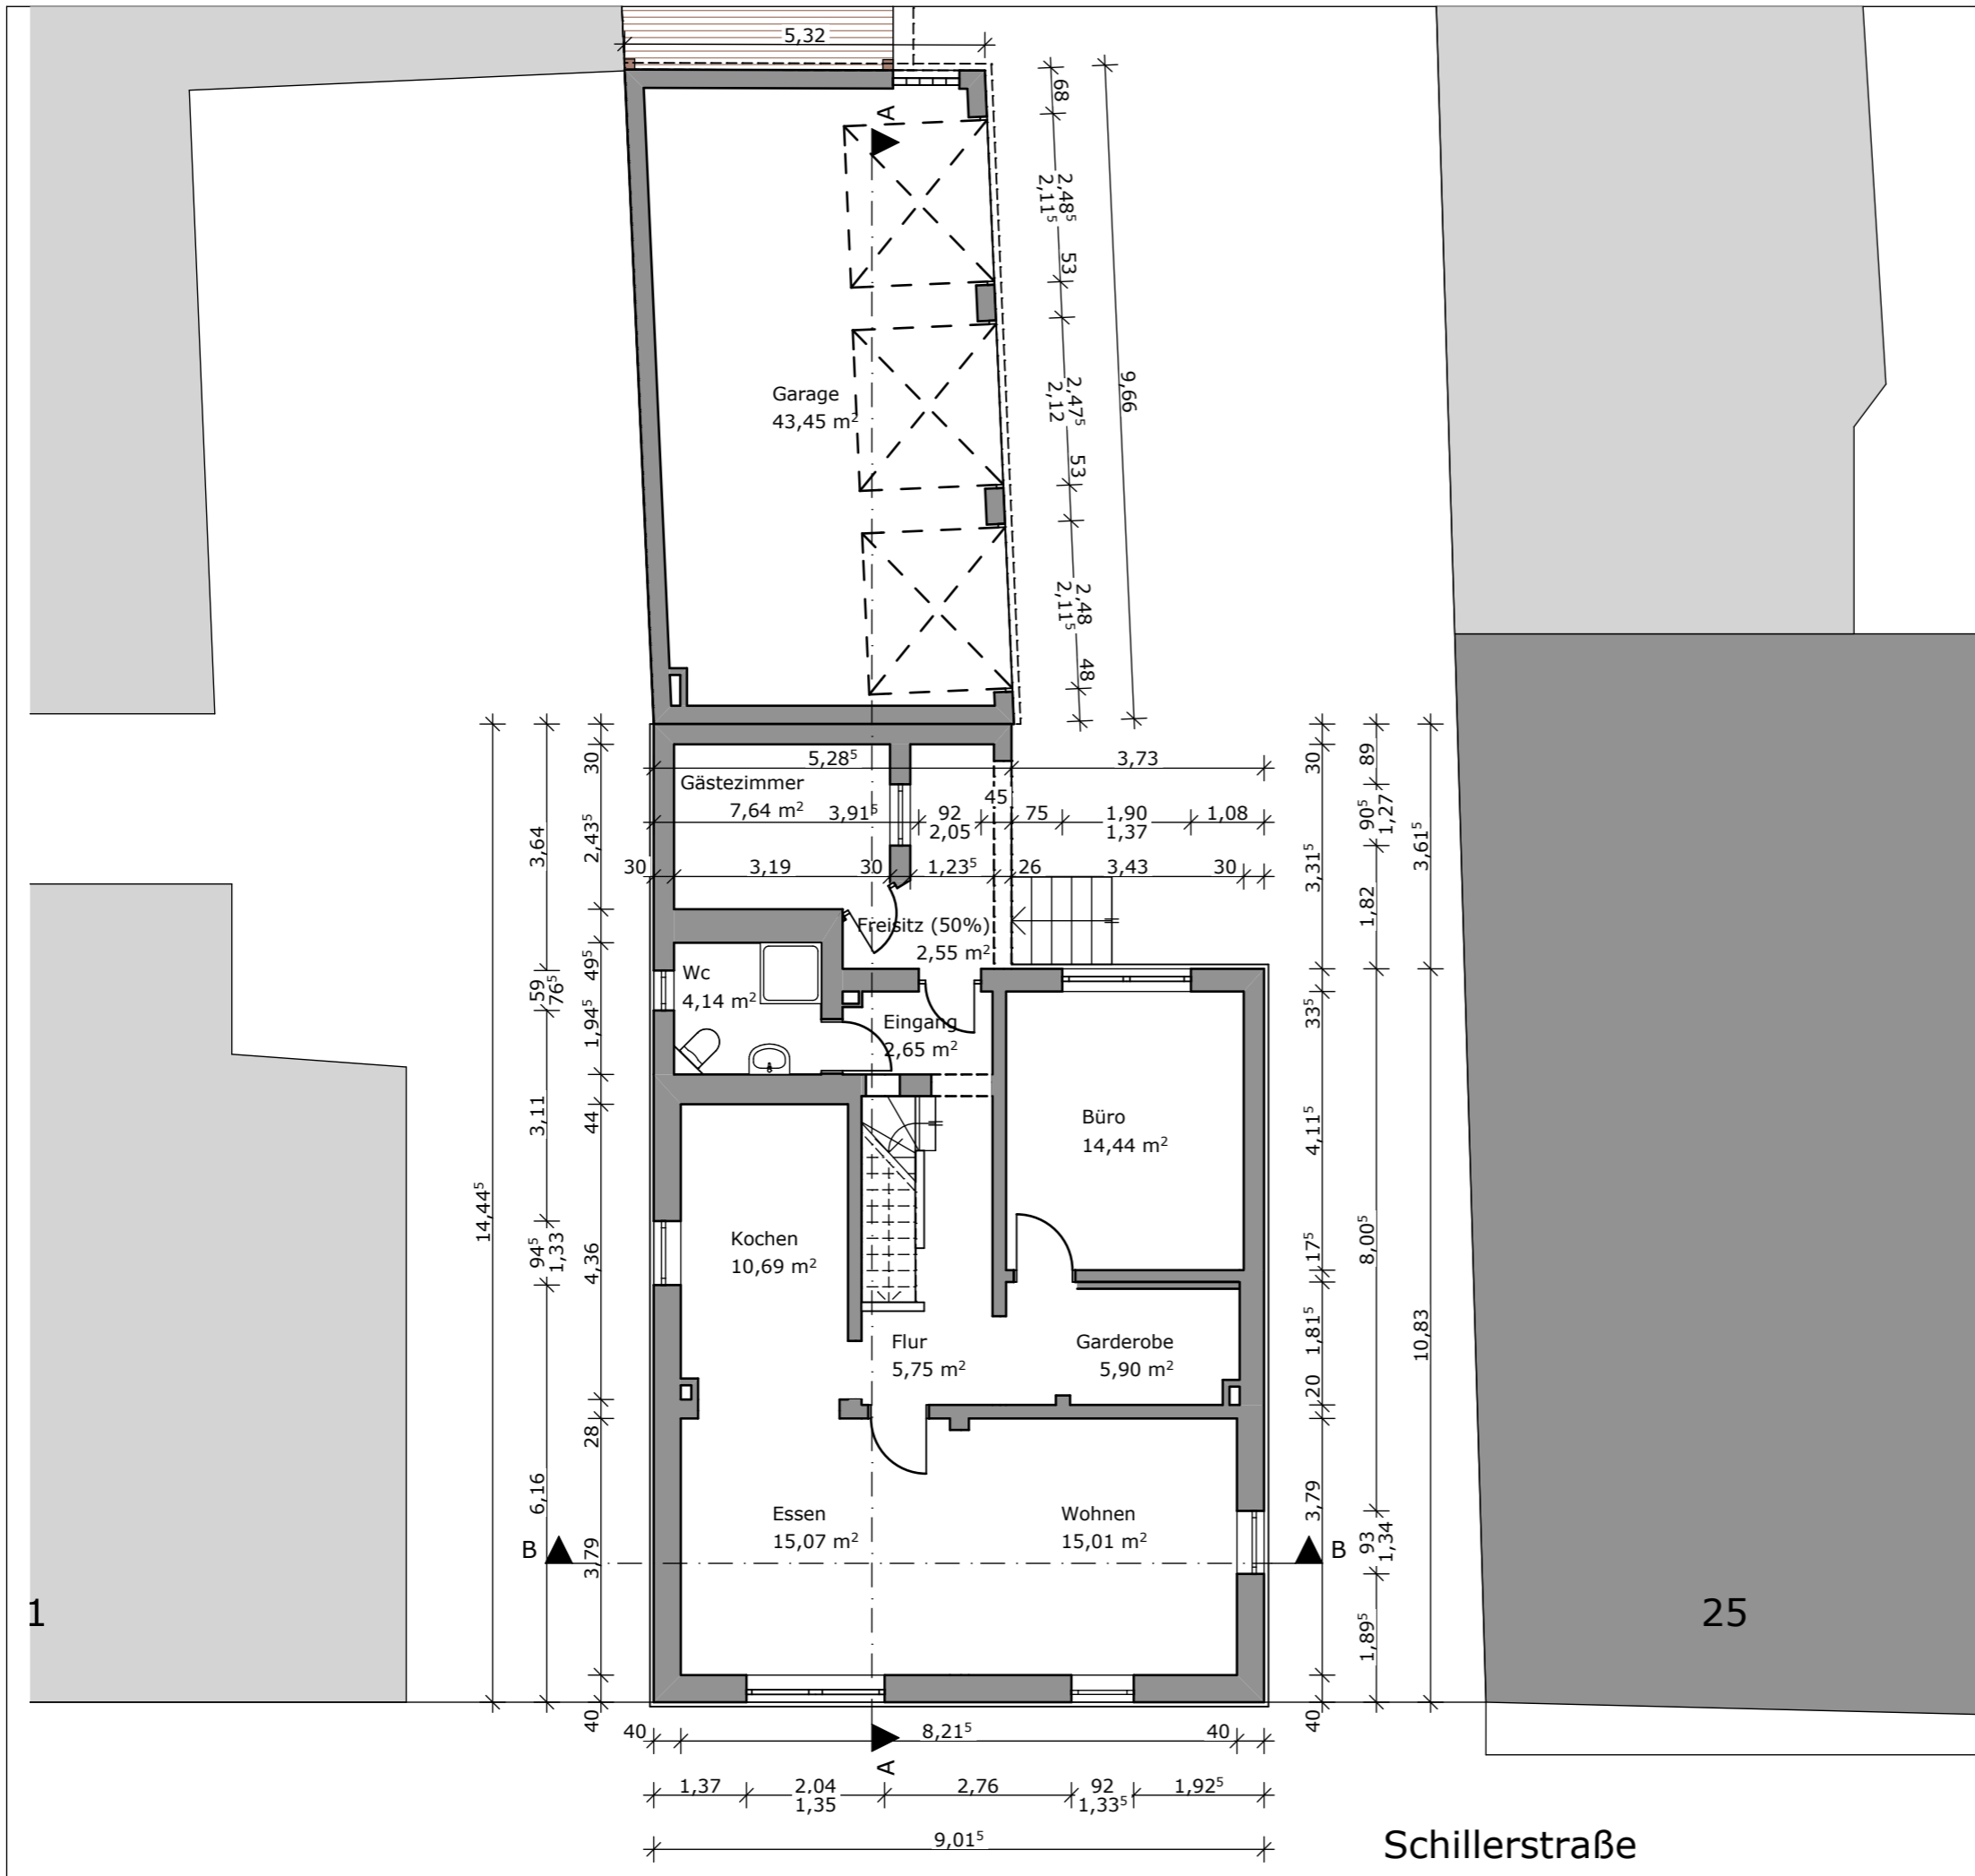 5,32
A
68
2,48⁵
2,11⁵
53
2,47⁵
2,12
53
2,48
2,11⁵
48
9,66
Garage
43,45 m²
5,28⁵
3,73
Gästezimmer
7,64 m²
3,91⁵
92
2,05
45
75
1,90
1,37
1,08
30
3,19
30
1,23⁵
26
3,43
30
Freisitz (50%)
2,55 m²
Wc
4,14 m²
Eingang
2,65 m²
Büro
14,44 m²
Kochen
10,69 m²
Flur
5,75 m²
Garderobe
5,90 m²
Essen
15,07 m²
Wohnen
15,01 m²
14,44⁵
3,64
59
76⁵
3,11
94⁵
1,33
6,16
30
2,43⁵
49⁵
1,94⁵
44
4,36
28
3,79
40
30
3,31⁵
33⁵
4,11⁵
17⁵
1,81⁵
20
3,79
40
89
90⁵
1,27
1,82
8,00⁵
93
1,34
1,89⁵
3,61⁵
10,83
B
B
1
25
40
8,21⁵
40
A
1,37
2,04
1,35
2,76
92
1,33⁵
1,92⁵
9,01⁵
Schillerstraße